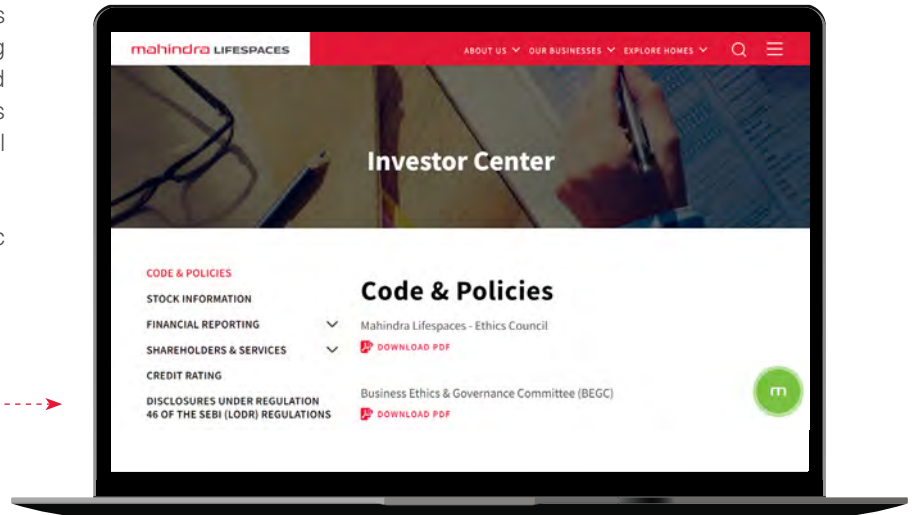 s
g
d
s
l
c
mahindra LIFESPACES
ABOUT US OUR BUSINESSES EXPLORE HOMES
Investor Center
CODE & POLICIES
STOCK INFORMATION
FINANCIAL REPORTING
SHAREHOLDERS & SERVICES
CREDIT RATING
DISCLOSURES UNDER REGULATION
46 OF THE SEBI (LODR) REGULATIONS
Code & Policies
Mahindra Lifespaces - Ethics Council
DOWNLOAD PDF
Business Ethics & Governance Committee (BEGC)
DOWNLOAD PDF
m